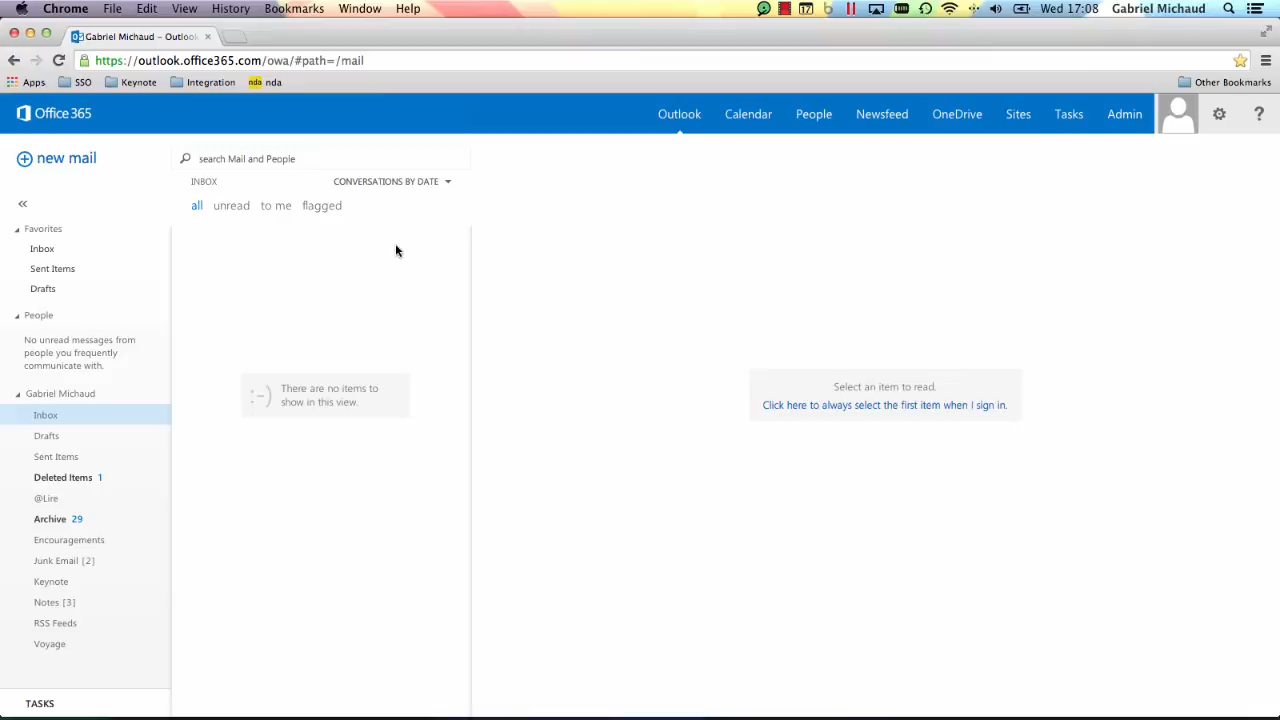 Chrome File Edit View History Bookmarks Window Help 17 Wed 17:08 Gabriel Michaud
Gabriel Michaud – Outlook ×
https://outlook.office365.com/owa/#path=/mail
Apps SSO Keynote Integration nda nda Other Bookmarks
Office 365 Outlook Calendar People Newsfeed OneDrive Sites Tasks Admin ?
new mail
search Mail and People
INBOX CONVERSATIONS BY DATE
all unread to me flagged
«
Favorites
Inbox
Sent Items
Drafts
People
No unread messages from
people you frequently
communicate with.
Gabriel Michaud
Inbox
Drafts
Sent Items
Deleted Items 1
@Lire
Archive 29
Encouragements
Junk Email [2]
Keynote
Notes [3]
RSS Feeds
Voyage
TASKS
:-) There are no items to
show in this view.
Select an item to read.
Click here to always select the first item when I sign in.